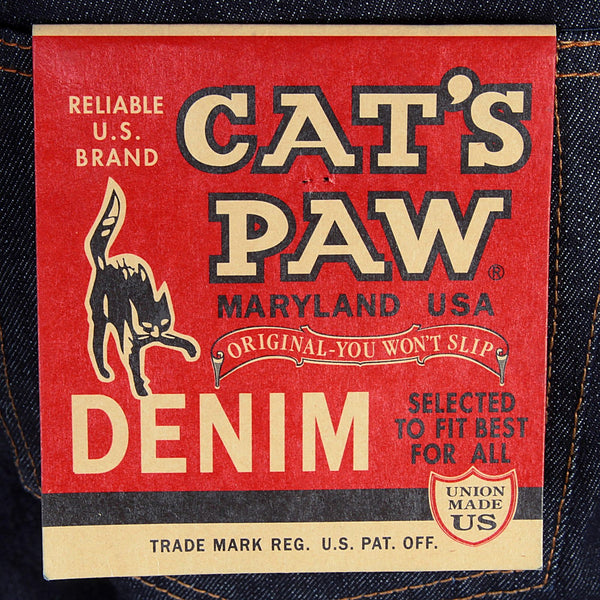 RELIABLE
U.S.
BRAND
CAT'S
PAW®
MARYLAND USA
ORIGINAL-YOU WON'T SLIP
DENIM
SELECTED
TO FIT BEST
FOR ALL
UNION
MADE
US
TRADE MARK REG. U.S. PAT. OFF.